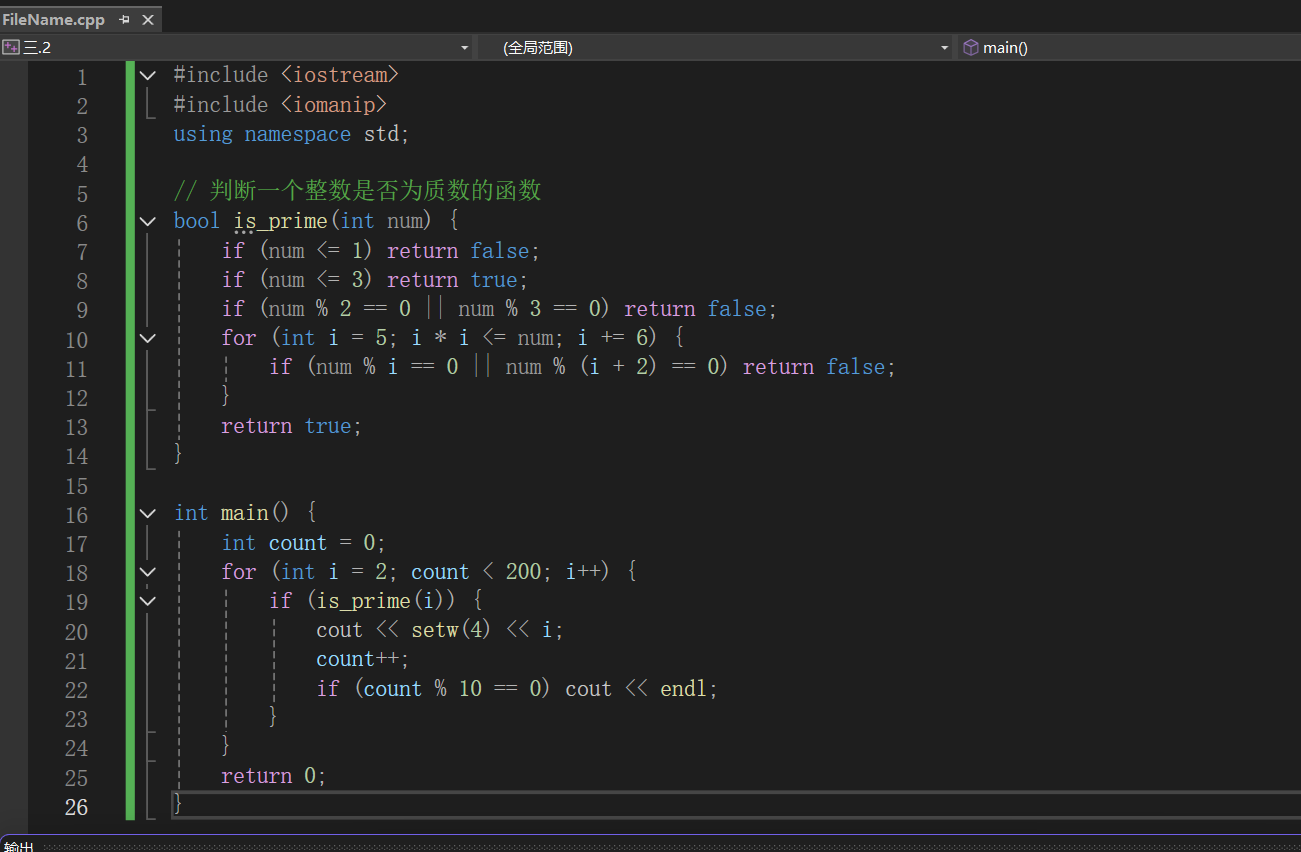 FileName.cpp
三.2 (全局范围) main()
1 #include <iostream>
2 #include <iomanip>
3 using namespace std;
4
5 // 判断一个整数是否为质数的函数
6 bool is_prime(int num) {
7 if (num <= 1) return false;
8 if (num <= 3) return true;
9 if (num % 2 == 0 || num % 3 == 0) return false;
10 for (int i = 5; i * i <= num; i += 6) {
11 if (num % i == 0 || num % (i + 2) == 0) return false;
12 }
13 return true;
14 }
15
16 int main() {
17 int count = 0;
18 for (int i = 2; count < 200; i++) {
19 if (is_prime(i)) {
20 cout << setw(4) << i;
21 count++;
22 if (count % 10 == 0) cout << endl;
23 }
24 }
25 return 0;
26 }
输出